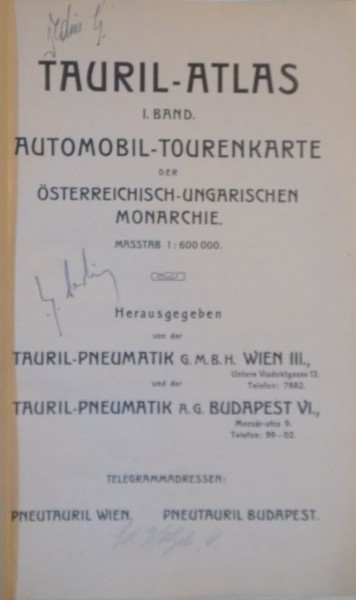 TAURIL-ATLAS
I. BAND.
AUTOMOBIL-TOURENKARTE
DER
ÖSTERREICHISCH-UNGARISCHEN
MONARCHIE.
MASSTAB 1:600 000.
Herausgegeben
von der
TAURIL-PNEUMATIK G. M. B. H. WIEN III.,
Untere Viaduktgasse 12.
Telefon: 7882.
und der
TAURIL-PNEUMATIK A. G. BUDAPEST VI.,
Mozsár-utca 9.
Telefon: 99-02.
TELEGRAMMADRESSEN:
PNEUTAURIL WIEN. PNEUTAURIL BUDAPEST.